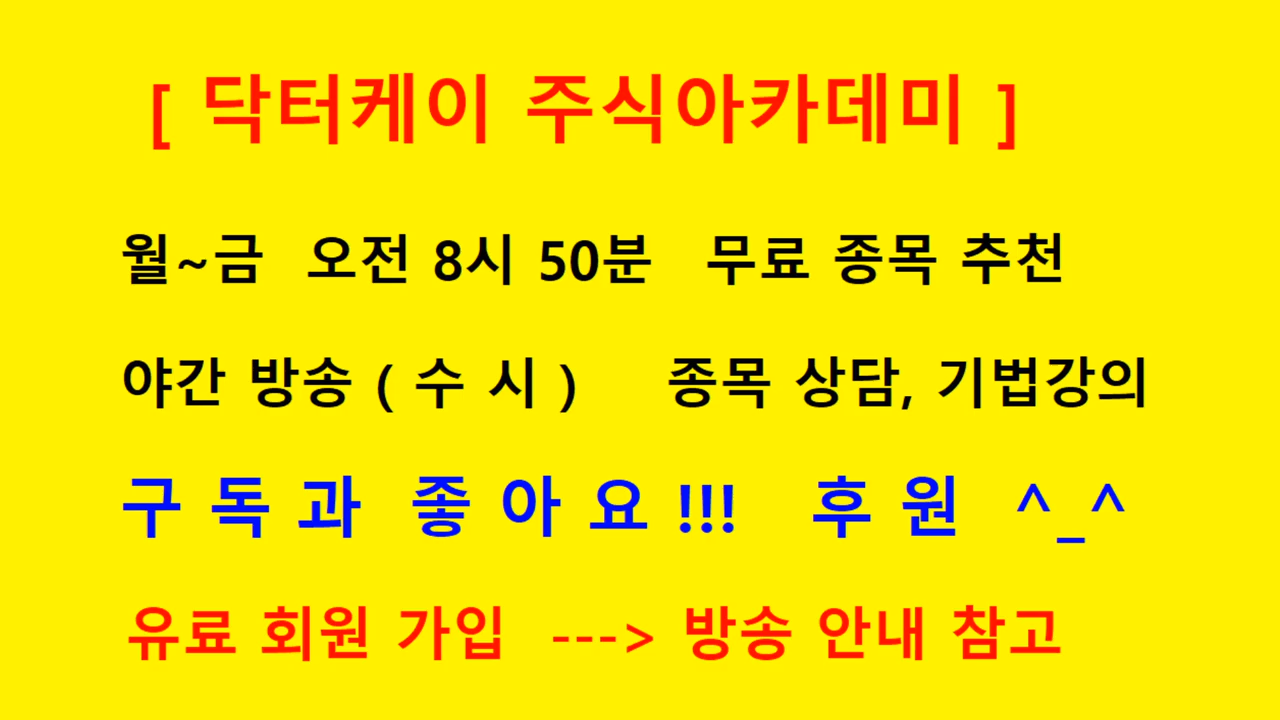 [ 닥터케이 주식아카데미 ]
월~금 오전 8시 50분 무료 종목 추천
야간 방송 ( 수 시 ) 종목 상담, 기법강의
구 독 과 좋 아 요 !!! 후 원 ^_^
유료 회원 가입 ---> 방송 안내 참고